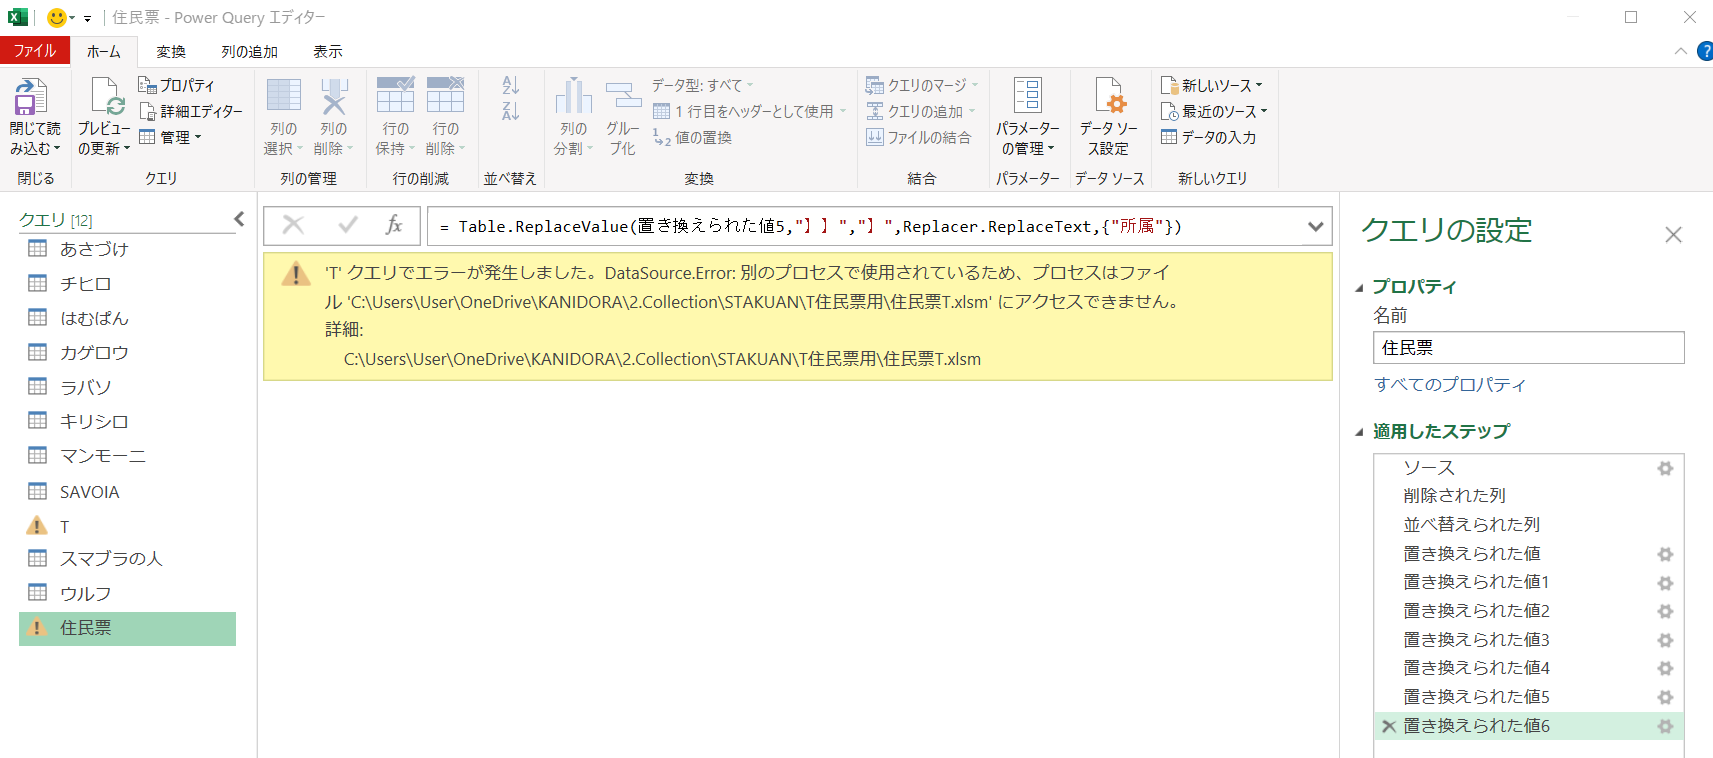 住民票 - Power Query エディター
ファイル ホーム 変換 列の追加 表示
閉じて読
み込む
閉じる
プレビュー
の更新
プロパティ
詳細エディター
管理
クエリ
列の
選択
列の
削除
列の管理
行の
保持
行の
削除
行の削減
並べ替え
列の
分割
グルー
プ化
データ型: すべて
1 行目をヘッダーとして使用
値の置換
変換
クエリのマージ
クエリの追加
ファイルの結合
結合
パラメーター
の管理
パラメーター
データ ソー
ス設定
データ ソース
新しいソース
最近のソース
データの入力
新しいクエリ
クエリ [12]
あさづけ
チヒロ
はむぱん
カゲロウ
ラバソ
キリシロ
マンモーニ
SAVOIA
T
スマブラの人
ウルフ
住民票
fx
= Table.ReplaceValue(置き換えられた値5,"】】","】",Replacer.ReplaceText,{"所属"})
'T' クエリでエラーが発生しました。DataSource.Error: 別のプロセスで使用されているため、プロセスはファイ
ル 'C:\Users\User\OneDrive\KANIDORA\2.Collection\STAKUAN\T住民票用\住民票T.xlsm' にアクセスできません。
詳細:
C:\Users\User\OneDrive\KANIDORA\2.Collection\STAKUAN\T住民票用\住民票T.xlsm
クエリの設定
プロパティ
名前
住民票
すべてのプロパティ
適用したステップ
ソース
削除された列
並べ替えられた列
置き換えられた値
置き換えられた値1
置き換えられた値2
置き換えられた値3
置き換えられた値4
置き換えられた値5
置き換えられた値6